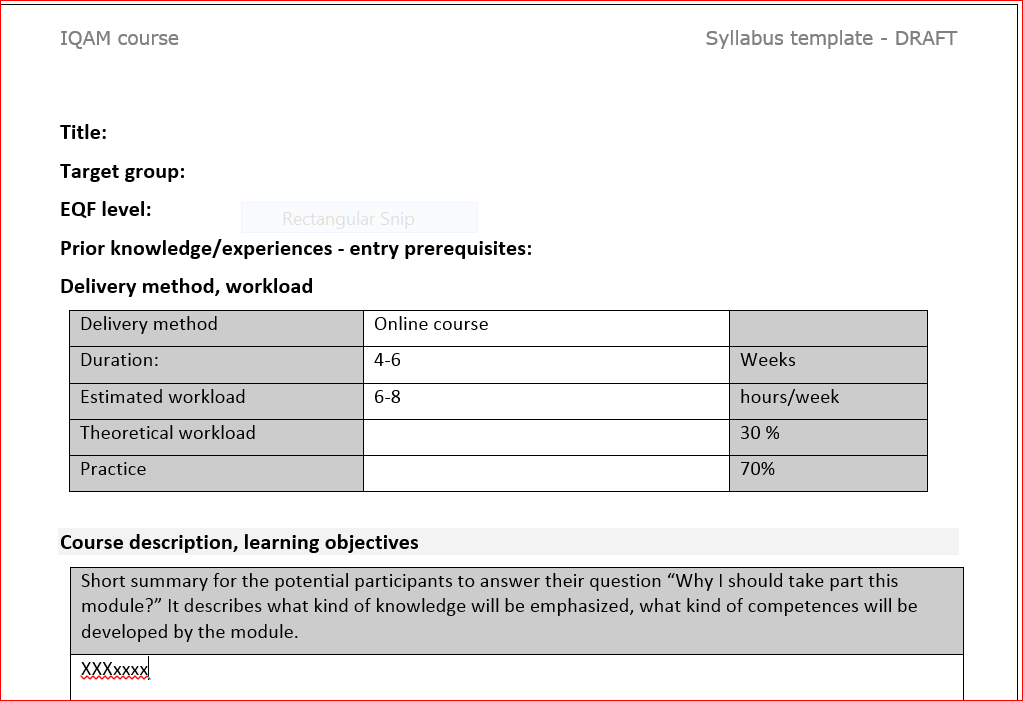 IQAM course Syllabus template - DRAFT
Title:
Target group:
EQF level:
Rectangular Snip
Prior knowledge/experiences - entry prerequisites:
Delivery method, workload
Delivery method Online course
Duration: 4-6 Weeks
Estimated workload 6-8 hours/week
Theoretical workload 30 %
Practice 70%
Course description, learning objectives
Short summary for the potential participants to answer their question “Why I should take part this
module?” It describes what kind of knowledge will be emphasized, what kind of competences will be
developed by the module.
XXXxxxx